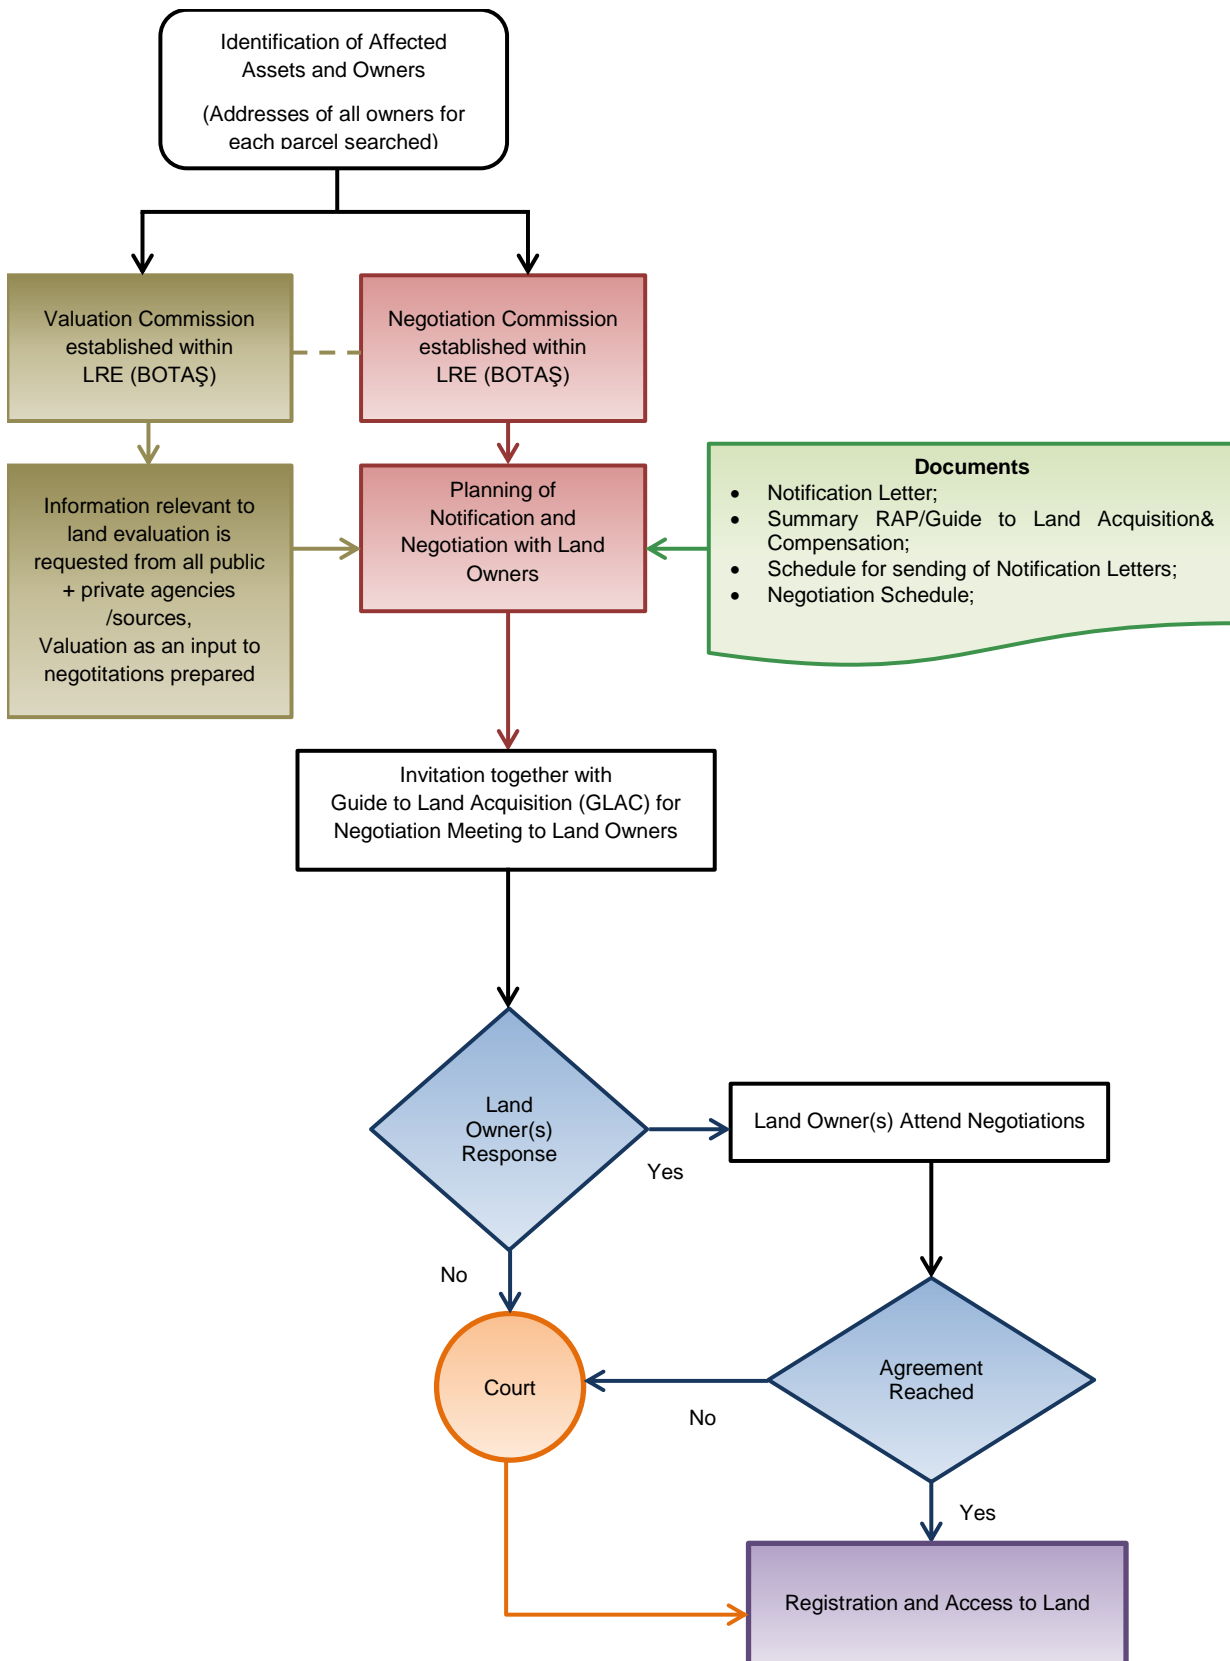 Identification of Affected
Assets and Owners
(Addresses of all owners for
each parcel searched)
Valuation Commission
established within
LRE (BOTAŞ)
Negotiation Commission
established within
LRE (BOTAŞ)
Information relevant to
land evaluation is
requested from all public
+ private agencies
/sources,
Valuation as an input to
negotitations prepared
Planning of
Notification and
Negotiation with Land
Owners
Documents
• Notification Letter;
• Summary RAP/Guide to Land Acquisition&
Compensation;
• Schedule for sending of Notification Letters;
• Negotiation Schedule;
Invitation together with
Guide to Land Acquisition (GLAC) for
Negotiation Meeting to Land Owners
Land
Owner(s)
Response
Yes
Land Owner(s) Attend Negotiations
No
Court
Agreement
Reached
No
Yes
Registration and Access to Land